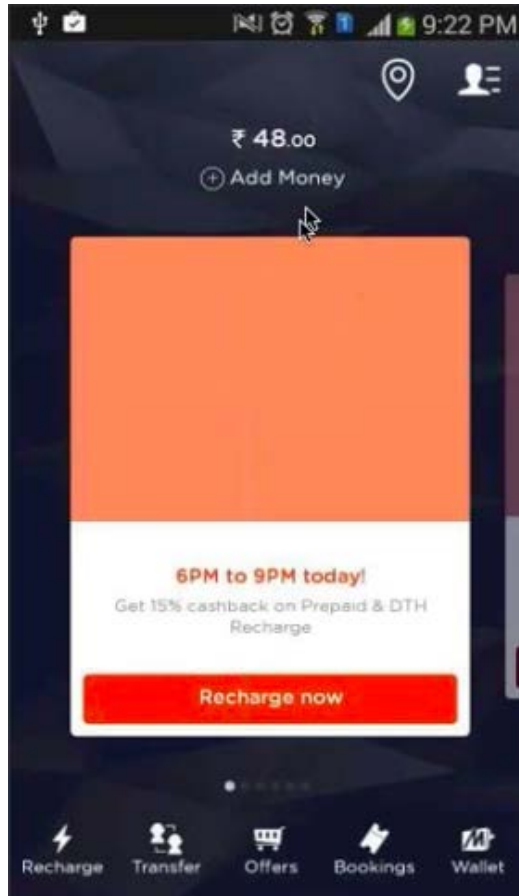 1 9:22 PM
₹ 48.00
Add Money
6PM to 9PM today!
Get 15% cashback on Prepaid & DTH
Recharge
Recharge now
Recharge Transfer Offers Bookings Wallet